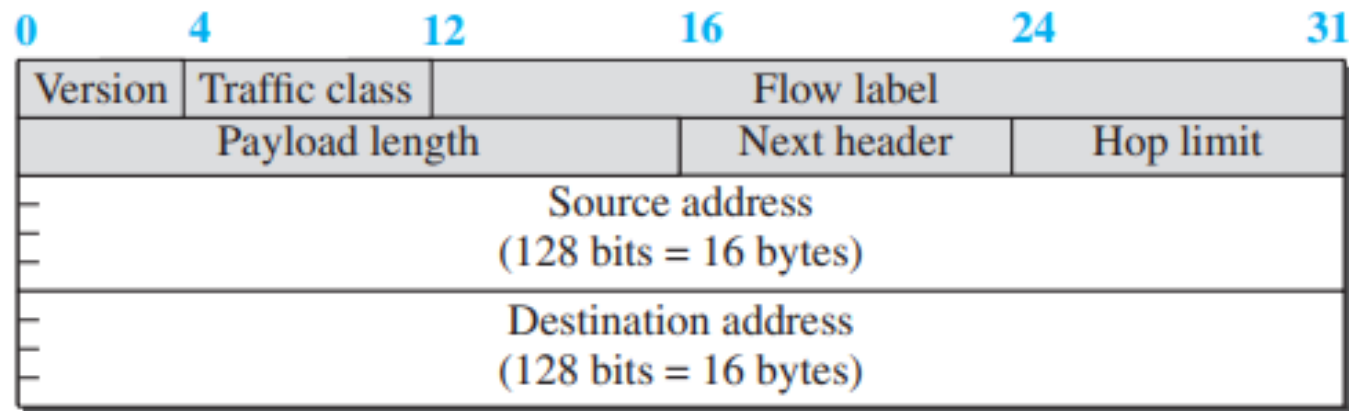 0 4 12 16 24 31
Version Traffic class Flow label
Payload length Next header Hop limit
Source address
(128 bits = 16 bytes)
Destination address
(128 bits = 16 bytes)